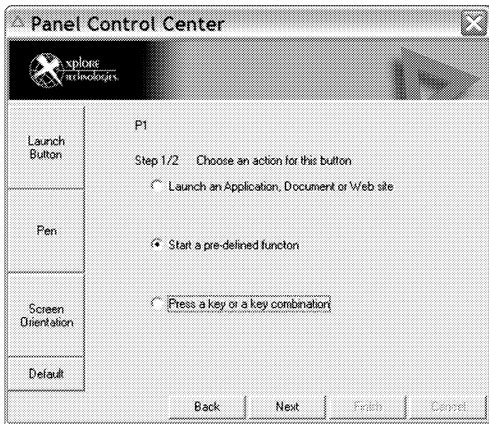 Panel Control Center
xplore
technologies.
Launch
Button
Pen
Screen
Orientation
Default
P1
Step 1/2 Choose an action for this button
Launch an Application, Document or Web site
Start a pre-defined functon
Press a key or a key combination
Back Next Finish Cancel